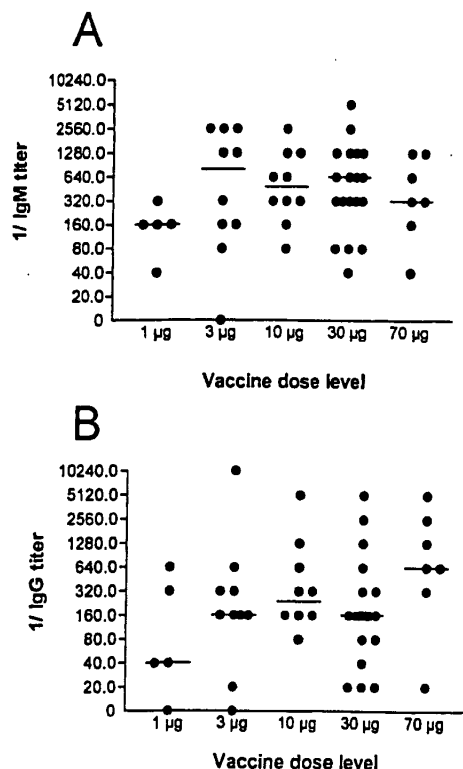 A
1/ IgM titer
10240.0
5120.0
2560.0
1280.0
640.0
320.0
160.0
80.0
40.0
20.0
0
1 µg 3 µg 10 µg 30 µg 70 µg
Vaccine dose level
B
1/ IgG titer
10240.0
5120.0
2560.0
1280.0
640.0
320.0
160.0
80.0
40.0
20.0
0
1 µg 3 µg 10 µg 30 µg 70 µg
Vaccine dose level